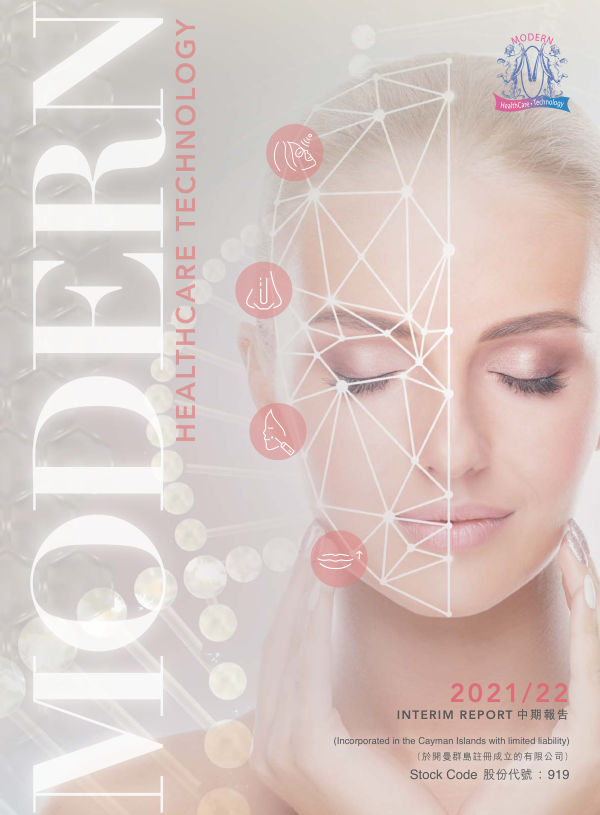 MODERN
HEALTHCARE TECHNOLOGY
MODERN
M
HealthCare • Technology
2021/22
INTERIM REPORT 中期報告
(Incorporated in the Cayman Islands with limited liability)
(於開曼群島註冊成立的有限公司)
Stock Code 股份代號：919